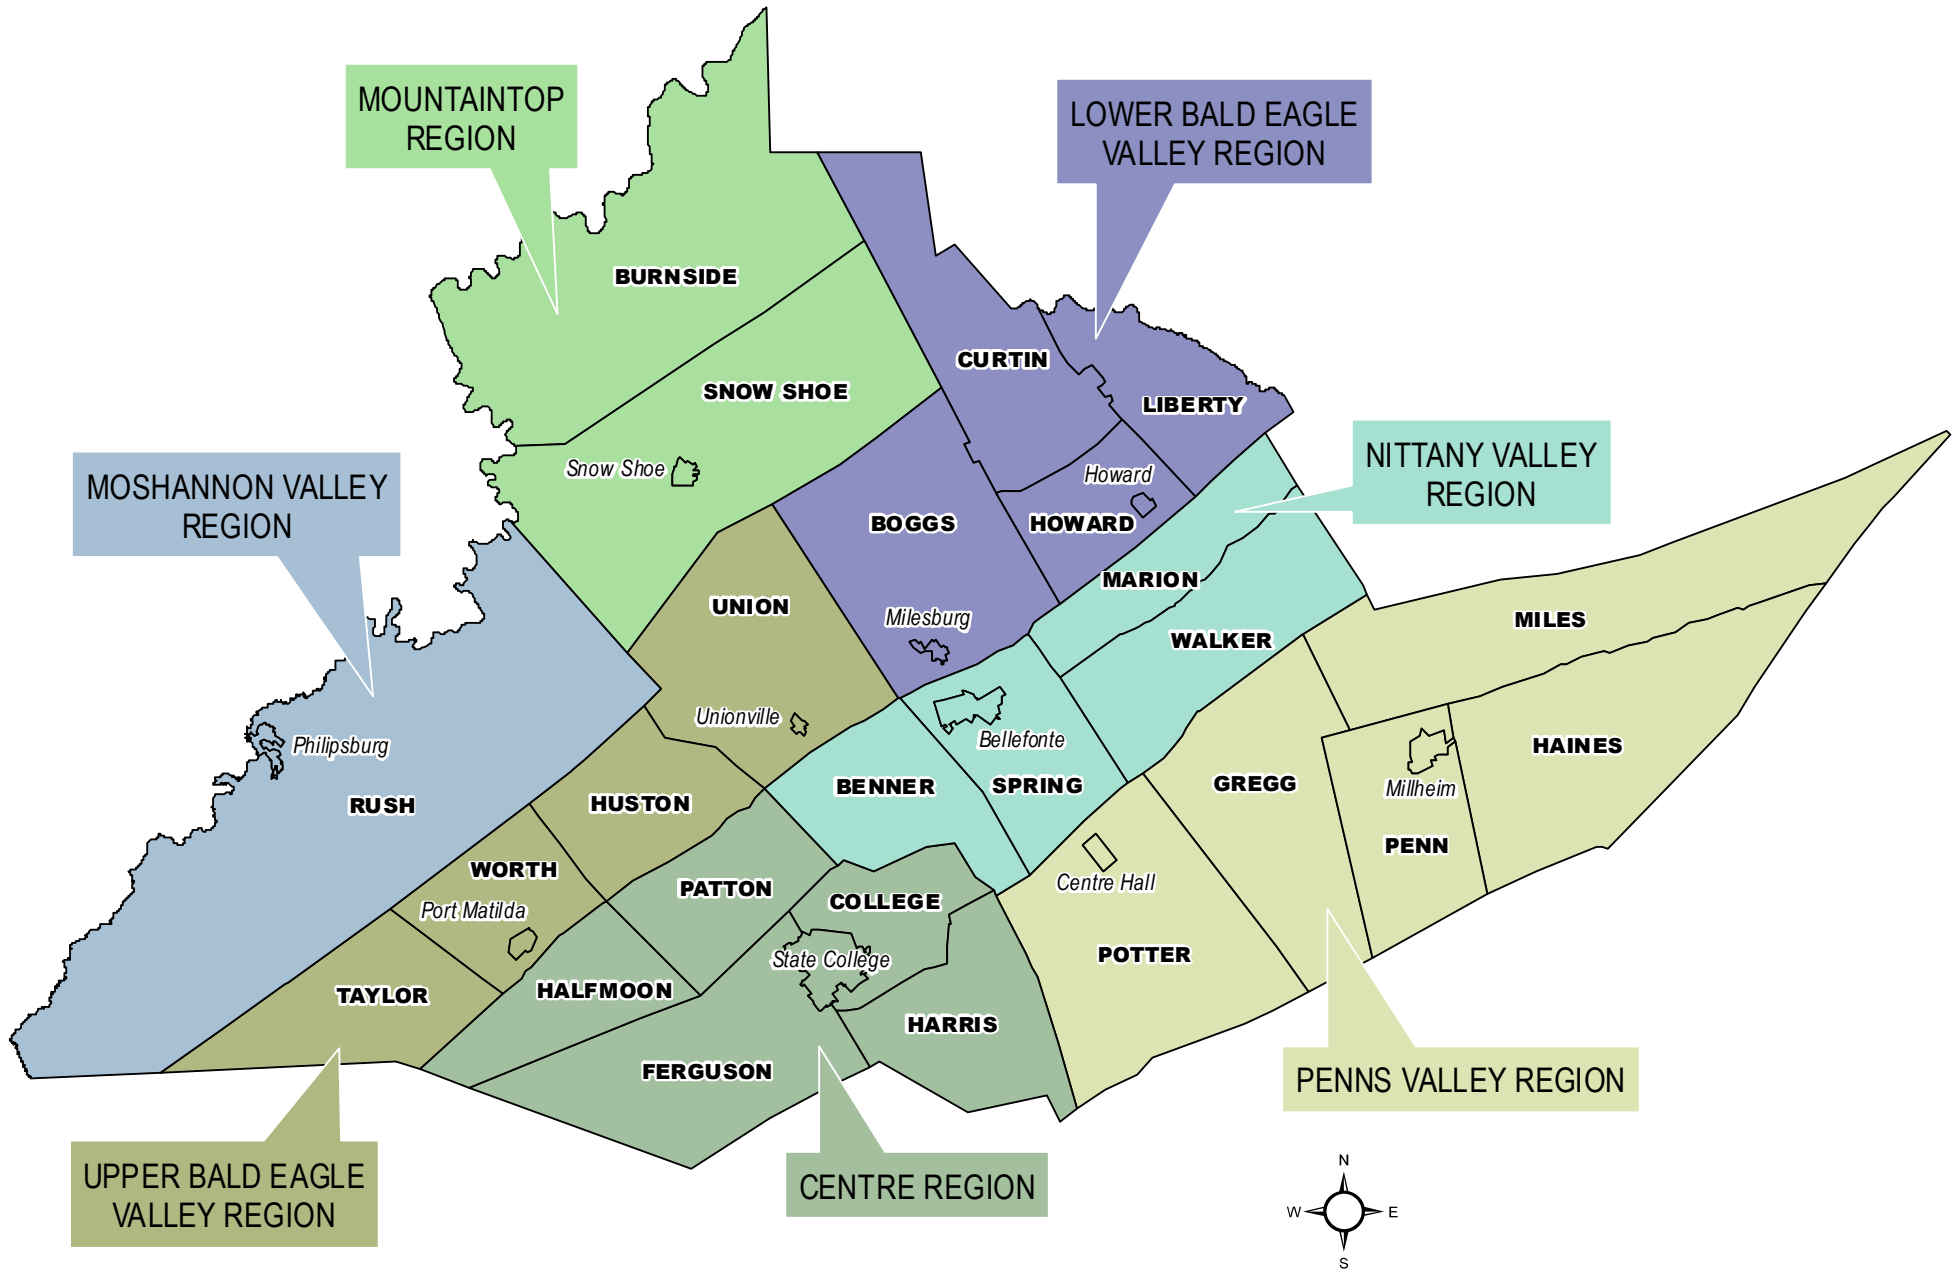 MOUNTAINTOP
REGION
LOWER BALD EAGLE
VALLEY REGION
BURNSIDE
CURTIN
SNOW SHOE
LIBERTY
Snow Shoe
Howard
NITTANY VALLEY
REGION
MOSHANNON VALLEY
REGION
BOGGS
HOWARD
MARION
UNION
Milesburg
MILES
WALKER
Unionville
Philipsburg
Bellefonte
HAINES
RUSH
HUSTON
BENNER
SPRING
GREGG
Millheim
PENN
WORTH
PATTON
Centre Hall
COLLEGE
Port Matilda
State College
POTTER
TAYLOR
HALFMOON
HARRIS
FERGUSON
PENNS VALLEY REGION
UPPER BALD EAGLE
VALLEY REGION
CENTRE REGION
N
W
E
S